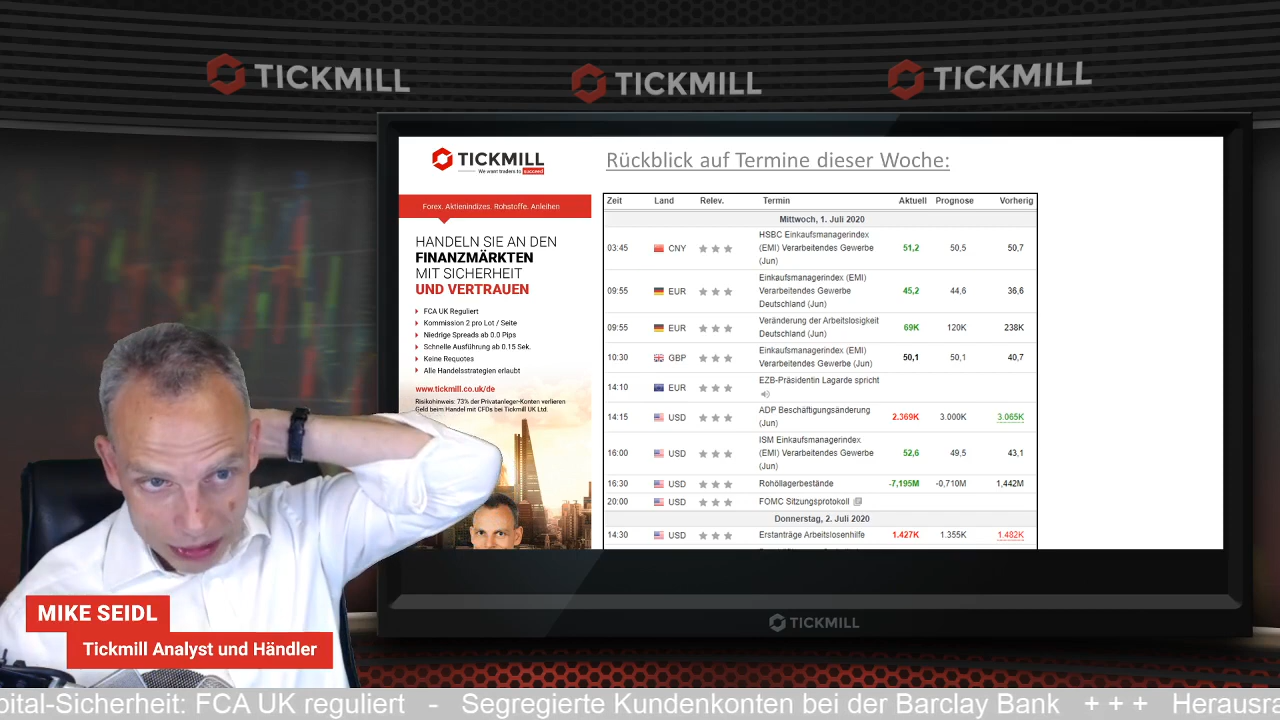 TICKMILL
TICKMILL
TICKMILL
TICKMILL
We want traders to succeed
Forex. Aktienindizes. Rohstoffe. Anleihen
HANDELN SIE AN DEN
FINANZMÄRKTEN
MIT SICHERHEIT
UND VERTRAUEN
FCA UK Reguliert
Kommission 2 pro Lot / Seite
Niedrige Spreads ab 0.0 Pips
Schnelle Ausführung ab 0.15 Sek.
Keine Requotes
Alle Handelsstrategien erlaubt
www.tickmill.co.uk/de
Risikohinweis: 73% der Privatanleger-Konten verlieren
Geld beim Handel mit CFDs bei Tickmill UK Ltd.
Rückblick auf Termine dieser Woche:
Zeit Land Relev. Termin Aktuell Prognose Vorherig
Mittwoch, 1. Juli 2020
HSBC Einkaufsmanagerindex
03:45 CNY (EMI) Verarbeitendes Gewerbe 51,2 50,5 50,7
(Jun)
Einkaufsmanagerindex (EMI)
09:55 EUR Verarbeitendes Gewerbe 45,2 44,6 36,6
Deutschland (Jun)
Veränderung der Arbeitslosigkeit
09:55 EUR 69K 120K 238K
Deutschland (Jun)
Einkaufsmanagerindex (EMI)
10:30 GBP 50,1 50,1 40,7
Verarbeitendes Gewerbe (Jun)
14:10 EUR EZB-Präsidentin Lagarde spricht
ADP Beschäftigungsänderung
14:15 USD 2.369K 3.000K 3.065K
(Jun)
ISM Einkaufsmanagerindex
16:00 USD (EMI) Verarbeitendes Gewerbe 52,6 49,5 43,1
(Jun)
16:30 USD Rohöllagerbestände -7,195M -0,710M 1,442M
20:00 USD FOMC Sitzungsprotokoll
Donnerstag, 2. Juli 2020
14:30 USD Erstanträge Arbeitslosenhilfe 1.427K 1.355K 1.482K
TICKMILL
MIKE SEIDL
Tickmill Analyst und Händler
pital-Sicherheit: FCA UK reguliert - Segregierte Kundenkonten bei der Barclay Bank +++ Herausra